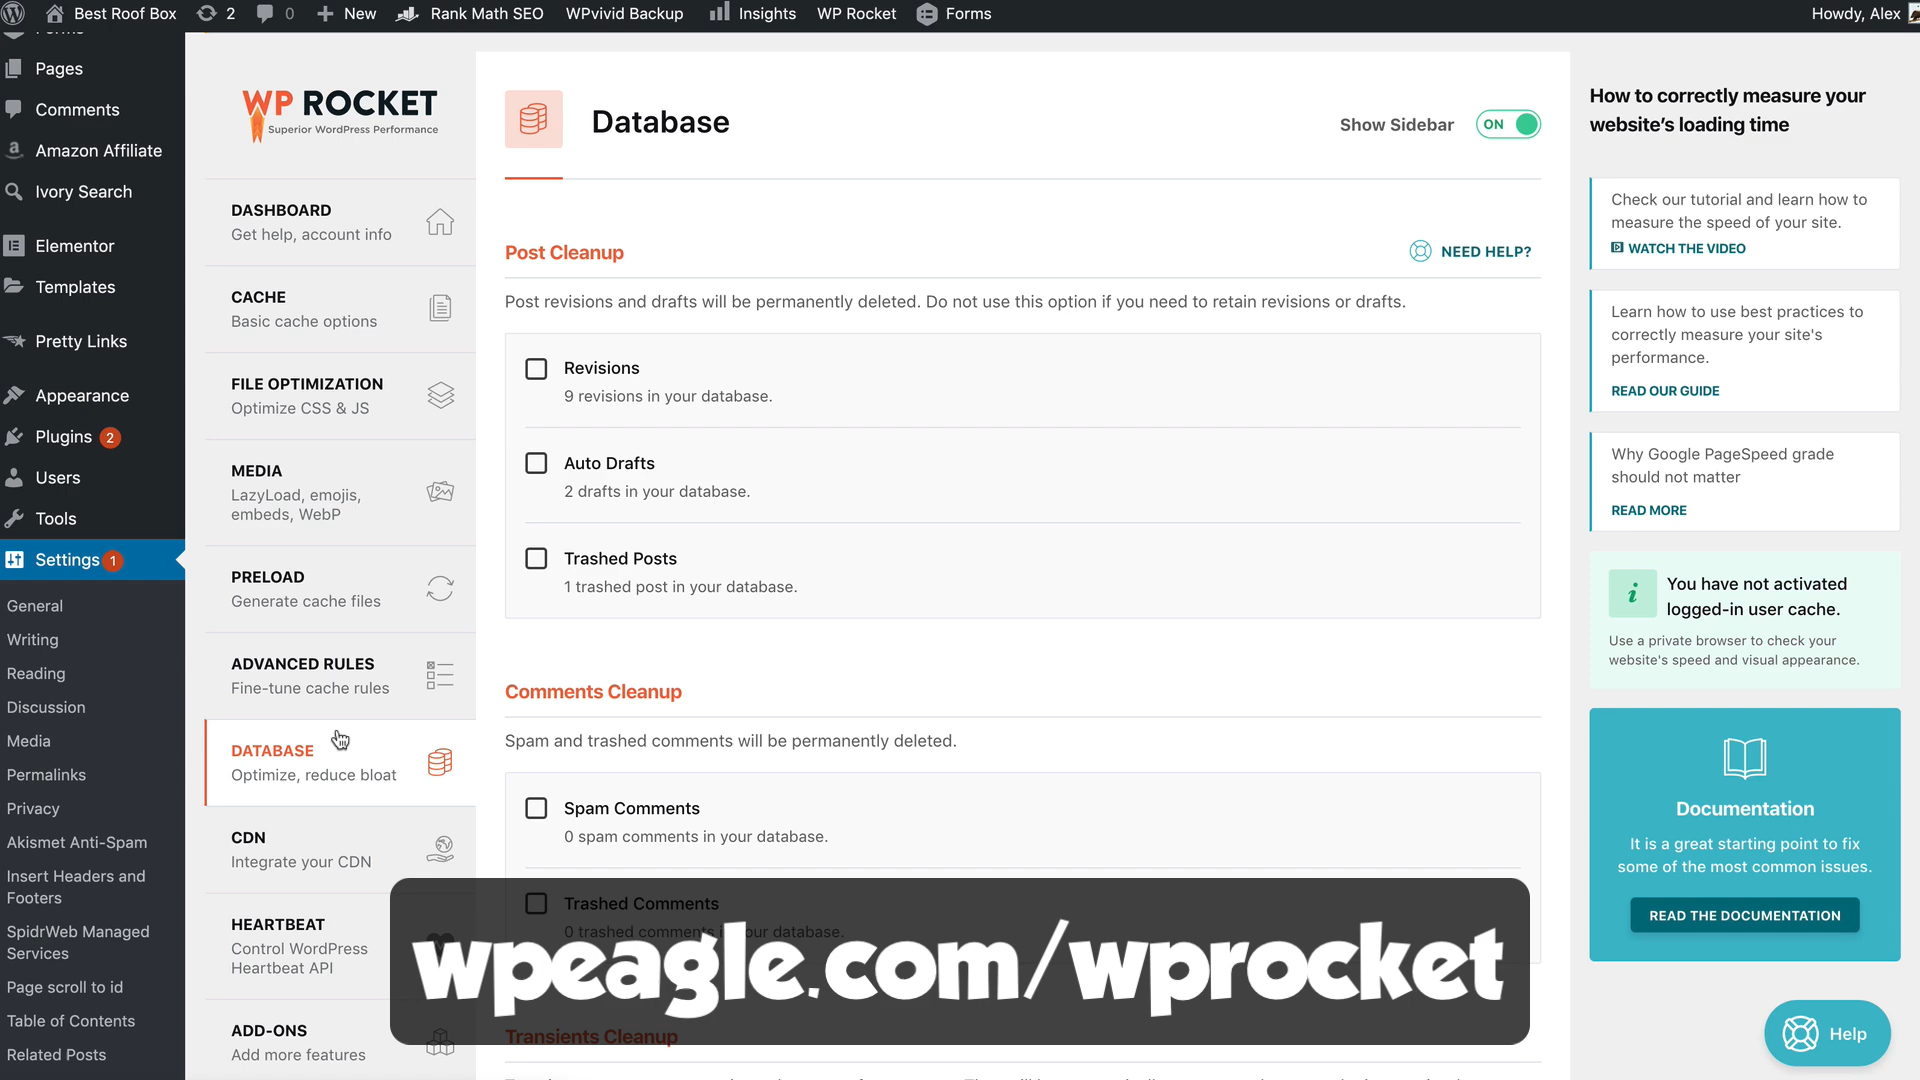 Best Roof Box
2
0
New
Rank Math SEO
WPvivid Backup
Insights
WP Rocket
Forms
Howdy, Alex
Forms
Pages
Comments
Amazon Affiliate
Ivory Search
Elementor
Templates
Pretty Links
Appearance
Plugins 2
Users
Tools
Settings 1
General
Writing
Reading
Discussion
Media
Permalinks
Privacy
Akismet Anti-Spam
Insert Headers and
Footers
SpidrWeb Managed
Services
Page scroll to id
Table of Contents
Related Posts
WP ROCKET
Superior WordPress Performance
DASHBOARD
Get help, account info
CACHE
Basic cache options
FILE OPTIMIZATION
Optimize CSS & JS
MEDIA
LazyLoad, emojis,
embeds, WebP
PRELOAD
Generate cache files
ADVANCED RULES
Fine-tune cache rules
DATABASE
Optimize, reduce bloat
CDN
Integrate your CDN
HEARTBEAT
Control WordPress
Heartbeat API
ADD-ONS
Add more features
Database
Show Sidebar
ON
Post Cleanup
NEED HELP?
Post revisions and drafts will be permanently deleted. Do not use this option if you need to retain revisions or drafts.
Revisions
9 revisions in your database.
Auto Drafts
2 drafts in your database.
Trashed Posts
1 trashed post in your database.
Comments Cleanup
Spam and trashed comments will be permanently deleted.
Spam Comments
0 spam comments in your database.
Trashed Comments
0 trashed comments in your database.
wpeagle.com/wprocket
Transients Cleanup
How to correctly measure your
website's loading time
Check our tutorial and learn how to
measure the speed of your site.
WATCH THE VIDEO
Learn how to use best practices to
correctly measure your site's
performance.
READ OUR GUIDE
Why Google PageSpeed grade
should not matter
READ MORE
You have not activated
logged-in user cache.
Use a private browser to check your
website's speed and visual appearance.
Documentation
It is a great starting point to fix
some of the most common issues.
READ THE DOCUMENTATION
Help